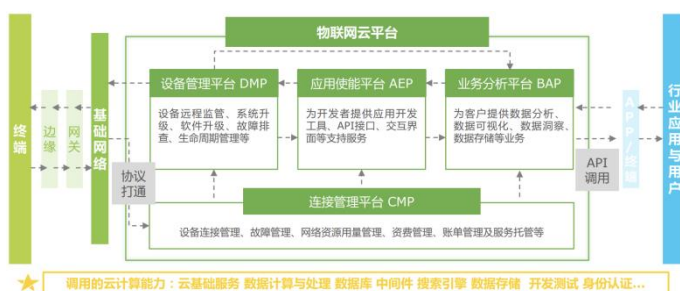 物联网云平台
设备管理平台 DMP
设备远程监管、系统升
级、软件升级、故障排
查、生命周期管理等
应用使能平台 AEP
为开发者提供应用开发
工具、API接口、交互界
面等支持服务
业务分析平台 BAP
为客户提供数据分析、
数据可视化、数据洞察、
数据存储等业务
终端
边缘
网关
基础网络
协议
打通
API
调用
APP/终端
行业应用与用户
连接管理平台 CMP
设备连接管理、故障管理、网络资源用量管理、资费管理、账单管理及服务托管等
调用的云计算能力：云基础服务 数据计算与处理 数据库 中间件 搜索引擎 数据存储 开发测试 身份认证...